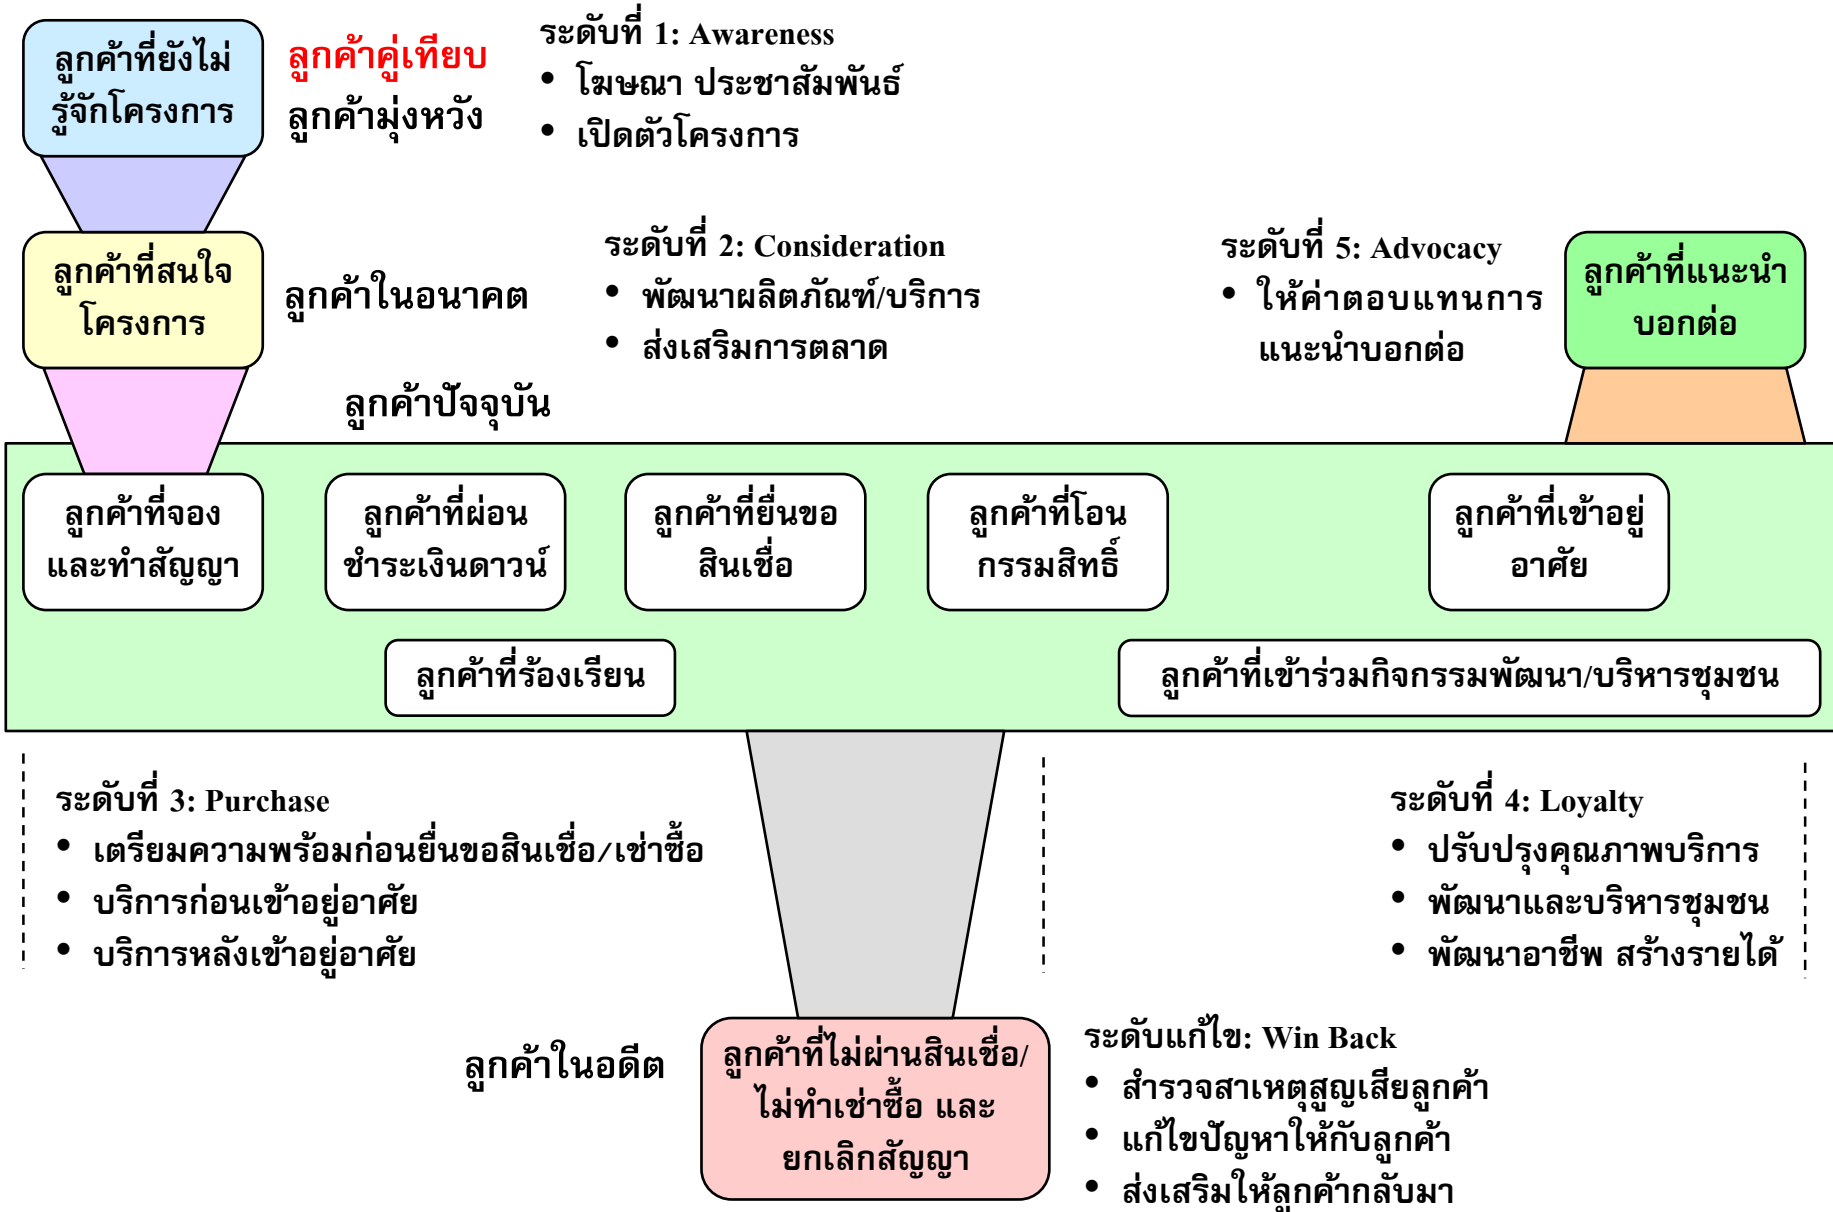 ลูกค้าที่ยังไม่
รู้จักโครงการ
ลูกค้าคู่เทียบ
ลูกค้ามุ่งหวัง
ระดับที่ 1: Awareness
• โฆษณา ประชาสัมพันธ์
• เปิดตัวโครงการ
ลูกค้าที่สนใจ
โครงการ
ลูกค้าในอนาคต
ระดับที่ 2: Consideration
• พัฒนาผลิตภัณฑ์/บริการ
• ส่งเสริมการตลาด
ระดับที่ 5: Advocacy
• ให้ค่าตอบแทนการ
แนะนำบอกต่อ
ลูกค้าที่แนะนำ
บอกต่อ
ลูกค้าปัจจุบัน
ลูกค้าที่จอง
และทำสัญญา
ลูกค้าที่ผ่อน
ชำระเงินดาวน์
ลูกค้าที่ยื่นขอ
สินเชื่อ
ลูกค้าที่โอน
กรรมสิทธิ์
ลูกค้าที่เข้าอยู่
อาศัย
ลูกค้าที่ร้องเรียน
ลูกค้าที่เข้าร่วมกิจกรรมพัฒนา/บริหารชุมชน
ระดับที่ 3: Purchase
• เตรียมความพร้อมก่อนยื่นขอสินเชื่อ/เช่าซื้อ
• บริการก่อนเข้าอยู่อาศัย
• บริการหลังเข้าอยู่อาศัย
ระดับที่ 4: Loyalty
• ปรับปรุงคุณภาพบริการ
• พัฒนาและบริหารชุมชน
• พัฒนาอาชีพ สร้างรายได้
ลูกค้าในอดีต
ลูกค้าที่ไม่ผ่านสินเชื่อ/
ไม่ทำเช่าซื้อ และ
ยกเลิกสัญญา
ระดับแก้ไข: Win Back
• สำรวจสาเหตุสูญเสียลูกค้า
• แก้ไขปัญหาให้กับลูกค้า
• ส่งเสริมให้ลูกค้ากลับมา